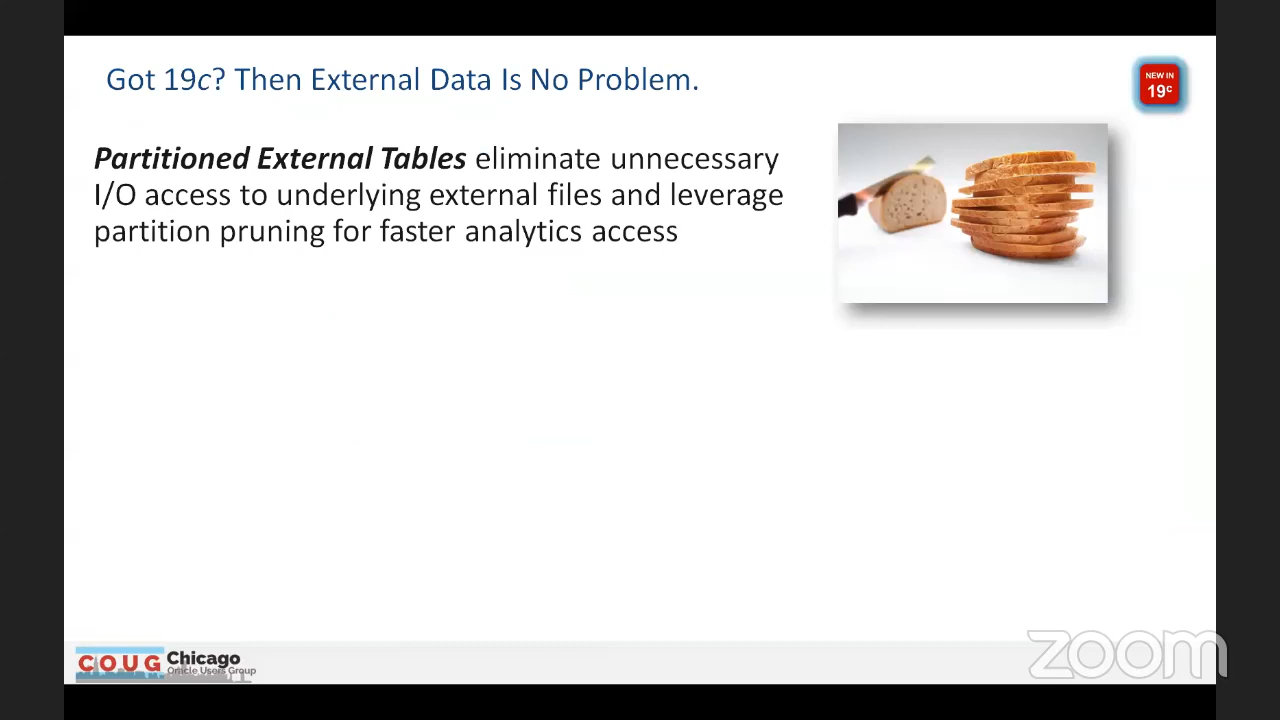 Got 19c? Then External Data Is No Problem.
NEW IN
19c
Partitioned External Tables eliminate unnecessary
I/O access to underlying external files and leverage
partition pruning for faster analytics access
COUG Chicago
Oracle Users Group
zoom